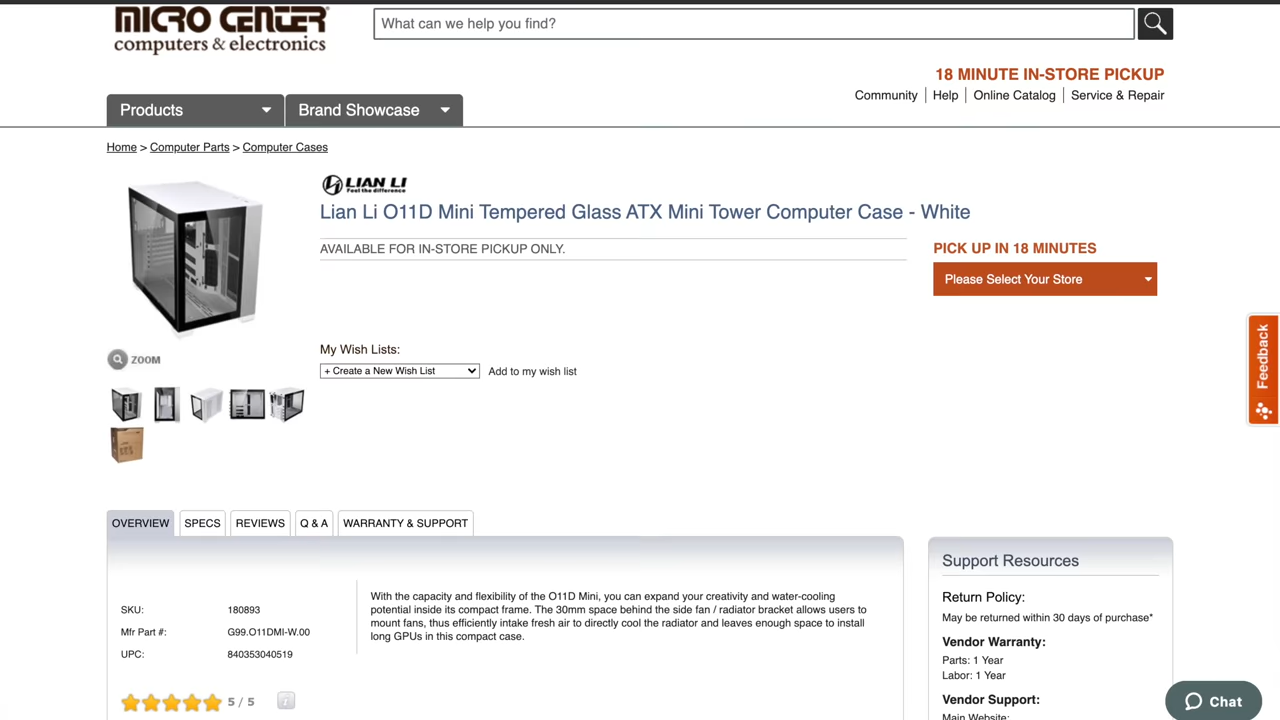 MICRO CENTER
computers & electronics
What can we help you find?
18 MINUTE IN-STORE PICKUP
Community
Help
Online Catalog
Service & Repair
Products
Brand Showcase
Home > Computer Parts > Computer Cases
LIAN LI
Feel the difference
Lian Li O11D Mini Tempered Glass ATX Mini Tower Computer Case - White
AVAILABLE FOR IN-STORE PICKUP ONLY.
PICK UP IN 18 MINUTES
Please Select Your Store
Feedback
My Wish Lists:
+ Create a New Wish List
Add to my wish list
ZOOM
OVERVIEW
SPECS
REVIEWS
Q & A
WARRANTY & SUPPORT
SKU: 180893
Mfr Part #: G99.O11DMI-W.00
UPC: 840353040519
With the capacity and flexibility of the O11D Mini, you can expand your creativity and water-cooling
potential inside its compact frame. The 30mm space behind the side fan / radiator bracket allows users to
mount fans, thus efficiently intake fresh air to directly cool the radiator and leaves enough space to install
long GPUs in this compact case.
5 / 5
Support Resources
Return Policy:
May be returned within 30 days of purchase*
Vendor Warranty:
Parts: 1 Year
Labor: 1 Year
Vendor Support:
Main Website:
Chat